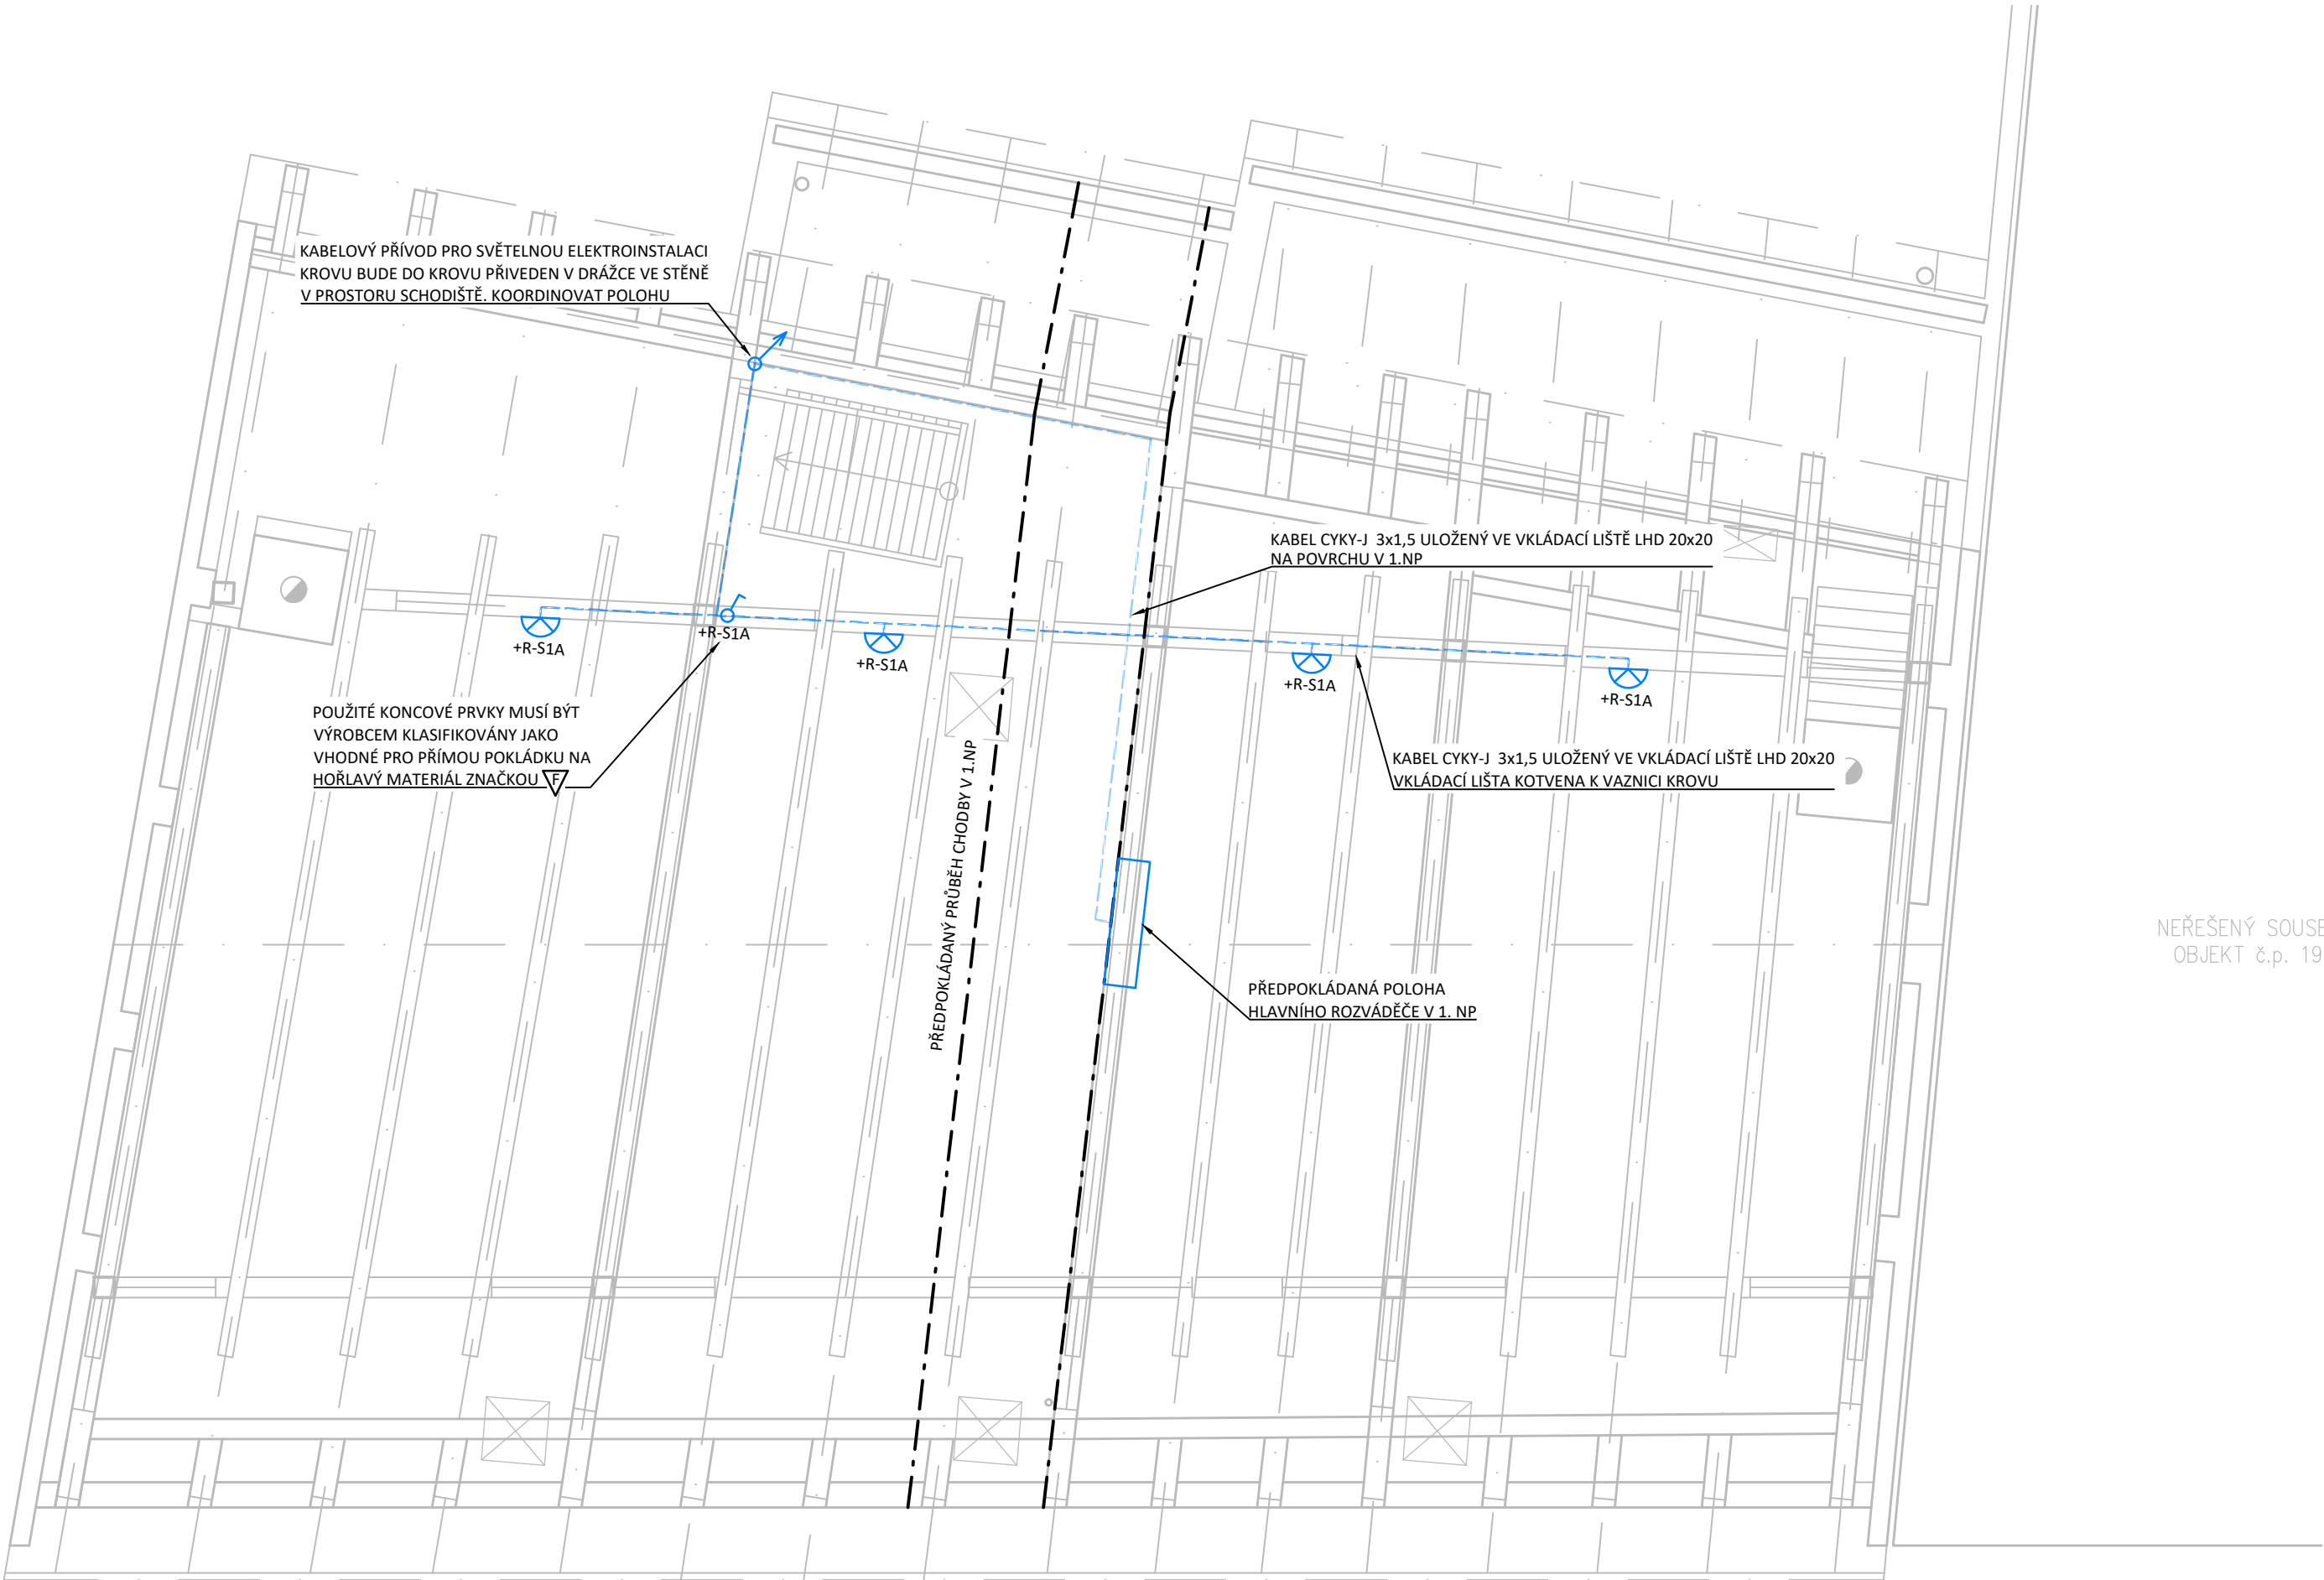 KABELOVÝ PŘÍVOD PRO SVĚTELNOU ELEKTROINSTALACI
KROVU BUDE DO KROVU PŘIVEDEN V DRÁŽCE VE STĚNĚ
V PROSTORU SCHODIŠTĚ. KOORDINOVAT POLOHU
KABEL CYKY-J 3x1,5 ULOŽENÝ VE VKLÁDACÍ LIŠTĚ LHD 20x20
NA POVRCHU V 1.NP
+R-S1A
+R-S1A
+R-S1A
+R-S1A
+R-S1A
POUŽITÉ KONCOVÉ PRVKY MUSÍ BÝT
VÝROBCEM KLASIFIKOVÁNY JAKO
VHODNÉ PRO PŘÍMOU POKLÁDKU NA
HOŘLAVÝ MATERIÁL ZNAČKOU F
KABEL CYKY-J 3x1,5 ULOŽENÝ VE VKLÁDACÍ LIŠTĚ LHD 20x20
VKLÁDACÍ LIŠTA KOTVENA K VAZNICI KROVU
PŘEDPOKLÁDANÝ PRŮBĚH CHODBY V 1.NP
NEŘEŠENÝ SOUSE
OBJEKT č.p. 19
PŘEDPOKLÁDANÁ POLOHA
HLAVNÍHO ROZVÁDĚČE V 1. NP